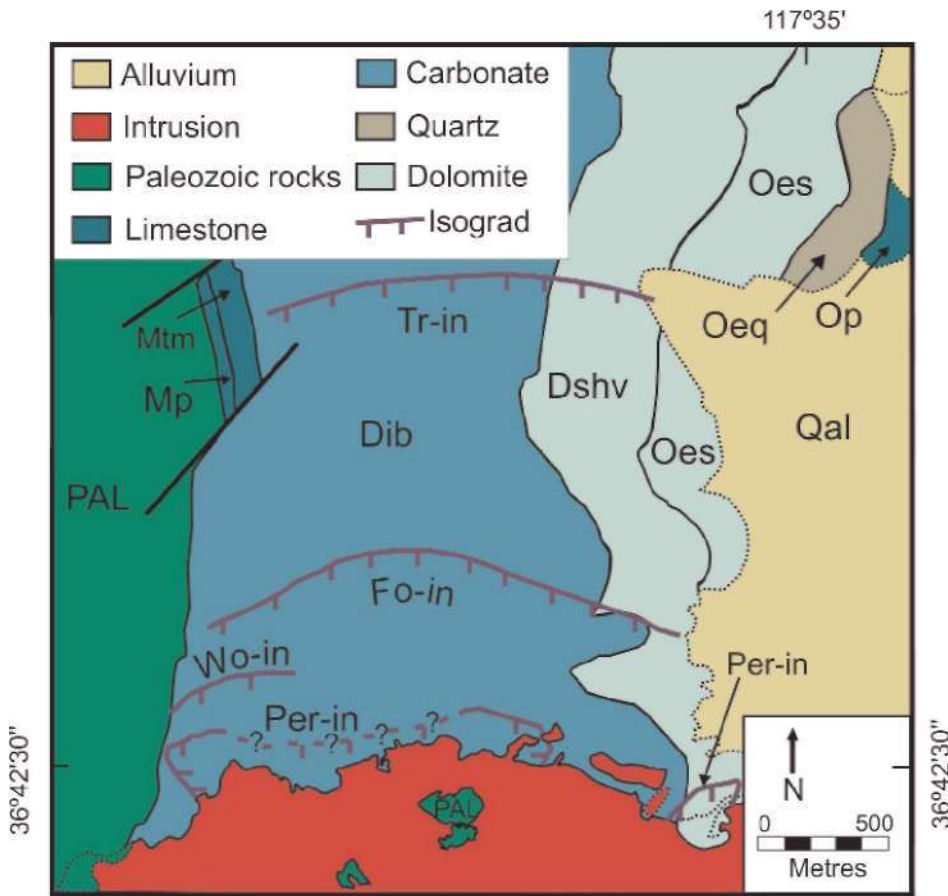 117º35'
Alluvium
Carbonate
Intrusion
Quartz
Paleozoic rocks
Dolomite
Limestone
Isograd
Oes
Mtm
Tr-in
Oeq
Op
Mp
Dshv
Dib
Qal
Oes
PAL
Fo-in
Wo-in
Per-in
Per-in
? ? ? ?
36º42'30"
36º42'30"
N
PAL
0 500
Metres